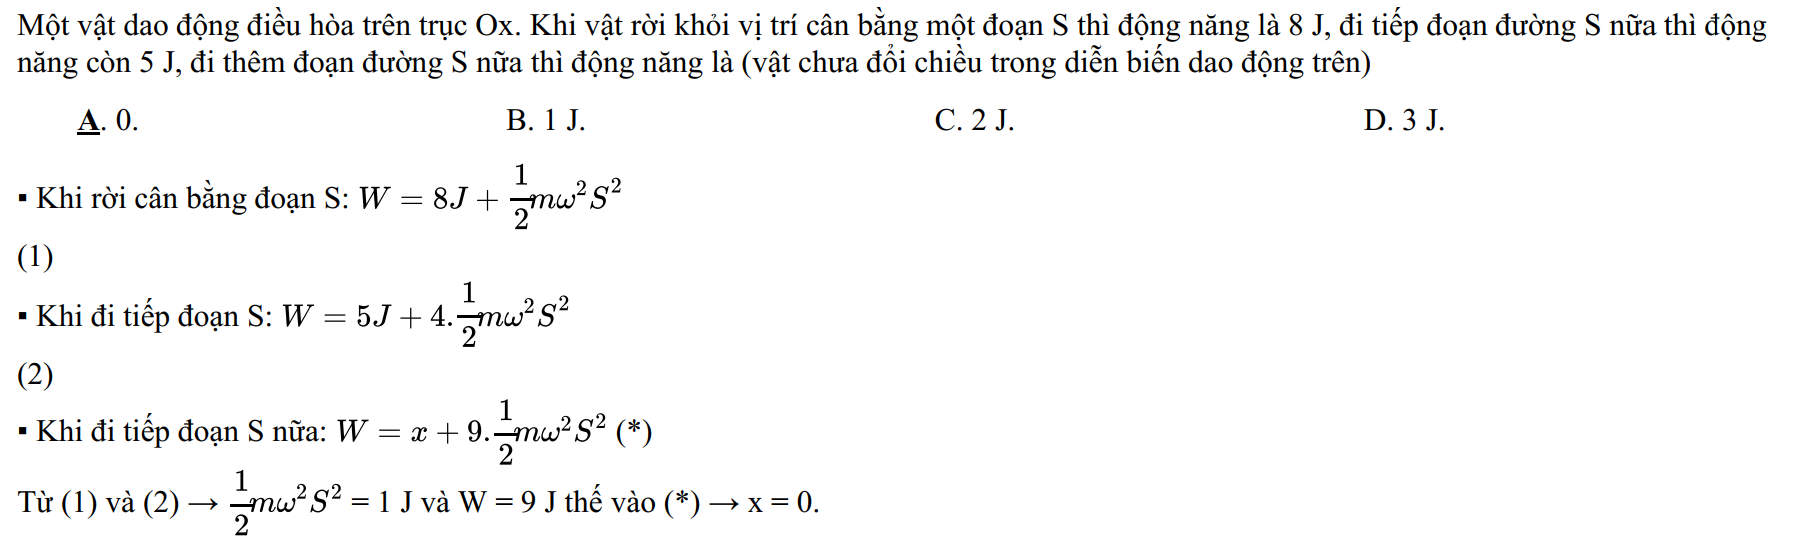 Một vật dao động điều hòa trên trục Ox. Khi vật rời khỏi vị trí cân bằng một đoạn S thì động năng là 8 J, đi tiếp đoạn đường S nữa thì động
năng còn 5 J, đi thêm đoạn đường S nữa thì động năng là (vật chưa đổi chiều trong diễn biến dao động trên)
A. 0. B. 1 J. C. 2 J. D. 3 J.
▪ Khi rời cân bằng đoạn S: $W = 8J + \frac{1}{2}m\omega^2 S^2$
(1)
▪ Khi đi tiếp đoạn S: $W = 5J + 4.\frac{1}{2}m\omega^2 S^2$
(2)
▪ Khi đi tiếp đoạn S nữa: $W = x + 9.\frac{1}{2}m\omega^2 S^2$ (*)
Từ (1) và (2) → $\frac{1}{2}m\omega^2 S^2$ = 1 J và W = 9 J thế vào (*) → x = 0.